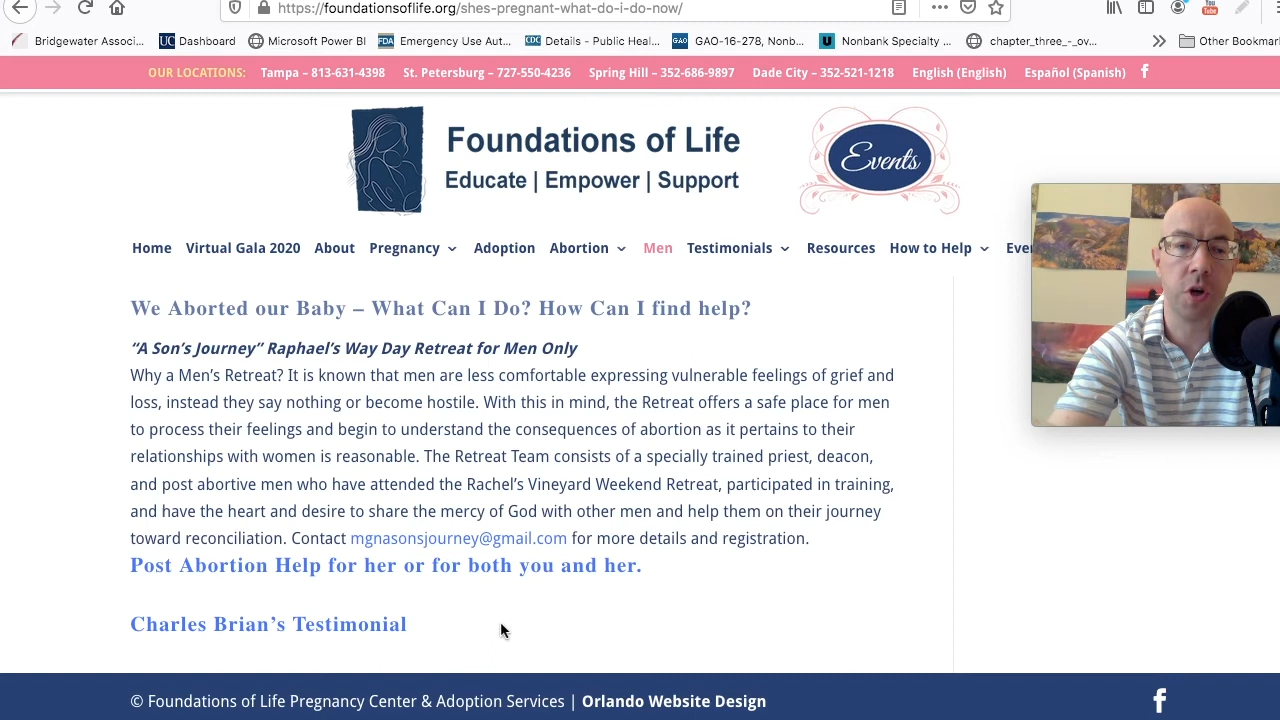 https://foundationsoflife.org/shes-pregnant-what-do-i-do-now/
Bridgewater Associ... Dashboard Microsoft Power BI Emergency Use Aut... Details - Public Heal... GAO-16-278, Nonb... Nonbank Specialty ... chapter_three_-_ov... Other Bookmar
OUR LOCATIONS: Tampa – 813-631-4398 St. Petersburg – 727-550-4236 Spring Hill – 352-686-9897 Dade City – 352-521-1218 English (English) Español (Spanish)
Foundations of Life
Educate | Empower | Support
Events
Home Virtual Gala 2020 About Pregnancy Adoption Abortion Men Testimonials Resources How to Help Even
We Aborted our Baby – What Can I Do? How Can I find help?
“A Son’s Journey” Raphael’s Way Day Retreat for Men Only
Why a Men’s Retreat? It is known that men are less comfortable expressing vulnerable feelings of grief and
loss, instead they say nothing or become hostile. With this in mind, the Retreat offers a safe place for men
to process their feelings and begin to understand the consequences of abortion as it pertains to their
relationships with women is reasonable. The Retreat Team consists of a specially trained priest, deacon,
and post abortive men who have attended the Rachel’s Vineyard Weekend Retreat, participated in training,
and have the heart and desire to share the mercy of God with other men and help them on their journey
toward reconciliation. Contact mgnasonsjourney@gmail.com for more details and registration.
Post Abortion Help for her or for both you and her.
Charles Brian’s Testimonial
© Foundations of Life Pregnancy Center & Adoption Services | Orlando Website Design